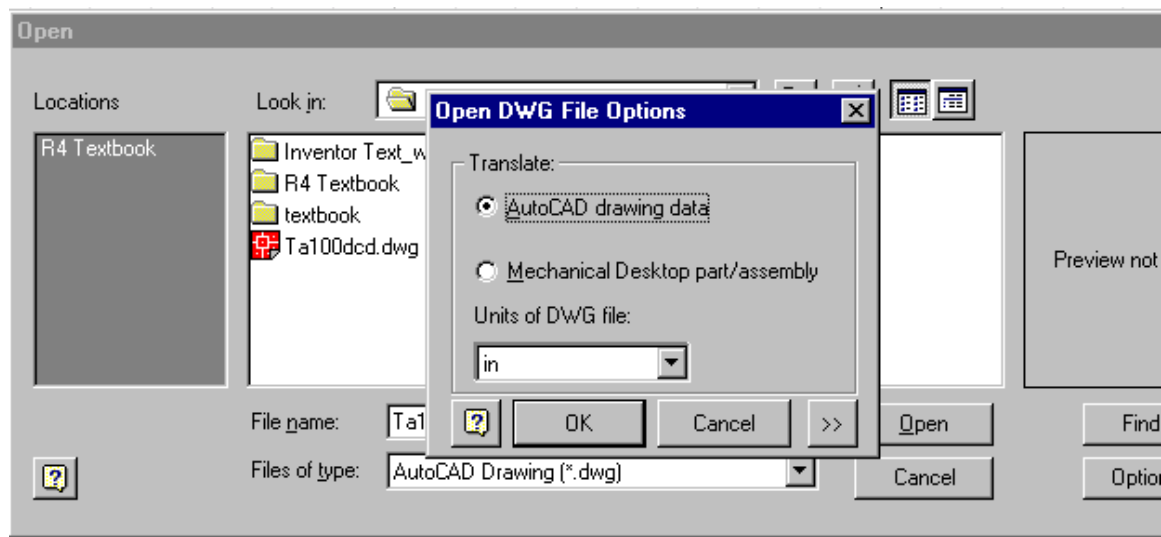 Open
Locations
Look in:
Open DWG File Options
R4 Textbook
Inventor Text_w
R4 Textbook
textbook
Ta100dcd.dwg
Translate:
AutoCAD drawing data
Mechanical Desktop part/assembly
Units of DWG file:
in
Preview not
OK
Cancel
>>
File name:
Ta1
Open
Find
Files of type:
AutoCAD Drawing (*.dwg)
Cancel
Option